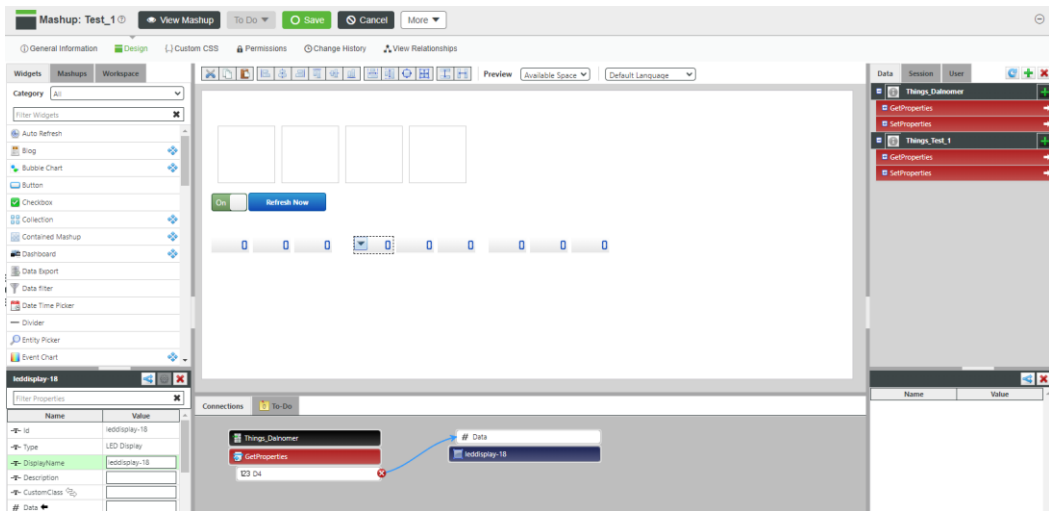 Mashup: Test_1 View Mashup To Do Save Cancel More
General Information Design Custom CSS Permissions Change History View Relationships
Widgets Mashups Workspace
Preview Available Space Default Language
Data Session User
Category All
Filter Widgets
Auto Refresh
Blog
Bubble Chart
Button
Checkbox
Collection
Contained Mashup
Dashboard
Data Export
Data filter
Date Time Picker
Divider
Entity Picker
Event Chart
On Refresh Now
0 0 0 0 0 0 0 0 0
Things_Dalnomer
GetProperties
SetProperties
Things_Test_1
GetProperties
SetProperties
leddisplay-18
Filter Properties
Name Value
Id leddisplay-18
Type LED Display
DisplayName leddisplay-18
Description
CustomClass
# Data
Connections To-Do
Things_Dalnomer
GetProperties
123 D4
# Data
leddisplay-18
Name Value